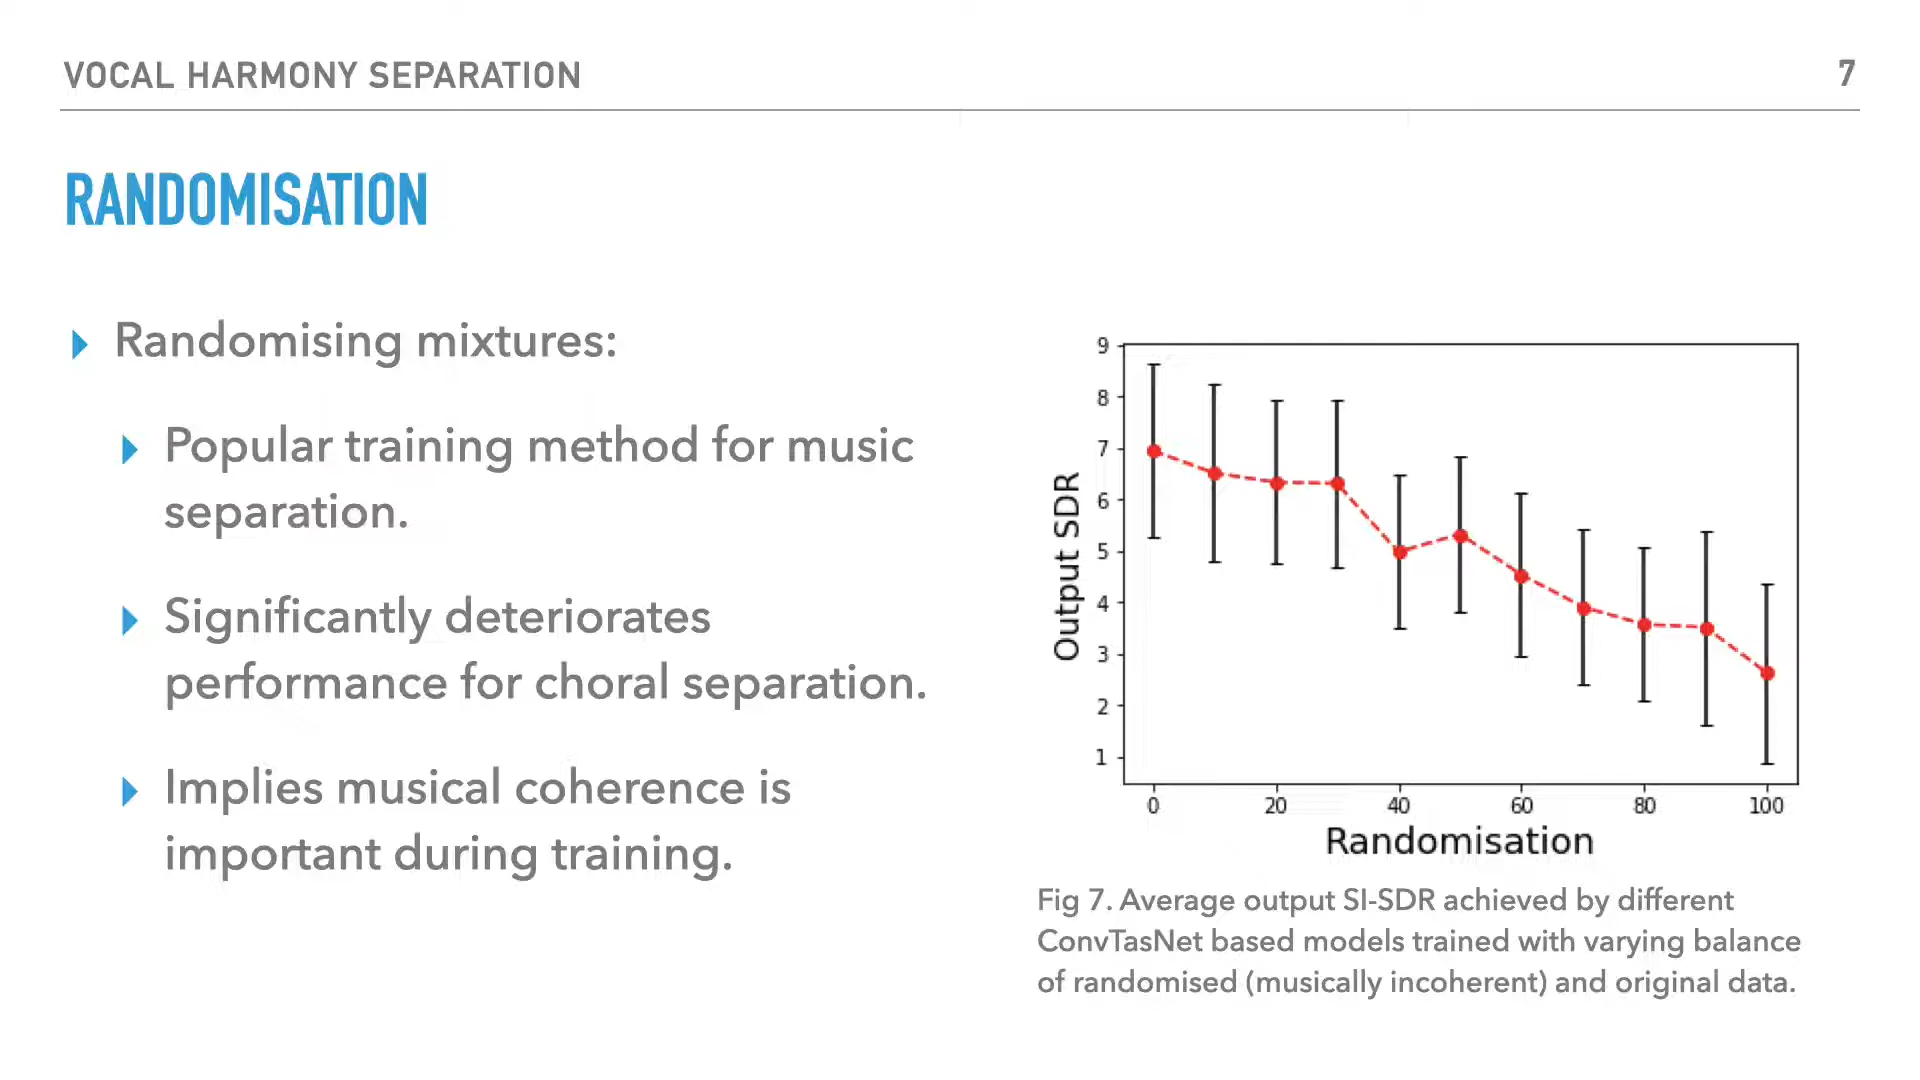 VOCAL HARMONY SEPARATION
7
RANDOMISATION
Randomising mixtures:
Popular training method for music
separation.
Significantly deteriorates
performance for choral separation.
Implies musical coherence is
important during training.
9
8
7
6
5
4
3
2
1
Output SDR
0 20 40 60 80 100
Randomisation
Fig 7. Average output SI-SDR achieved by different
ConvTasNet based models trained with varying balance
of randomised (musically incoherent) and original data.